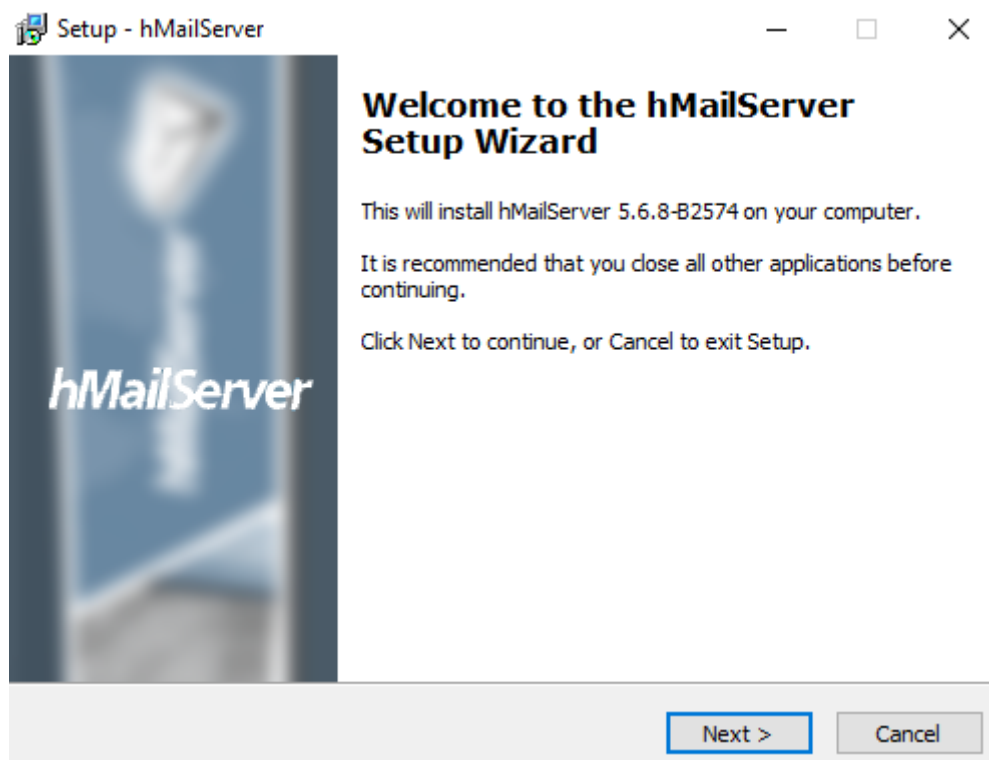 Setup - hMailServer
Welcome to the hMailServer
Setup Wizard
This will install hMailServer 5.6.8-B2574 on your computer.
It is recommended that you close all other applications before
continuing.
Click Next to continue, or Cancel to exit Setup.
hMailServer
Next >
Cancel